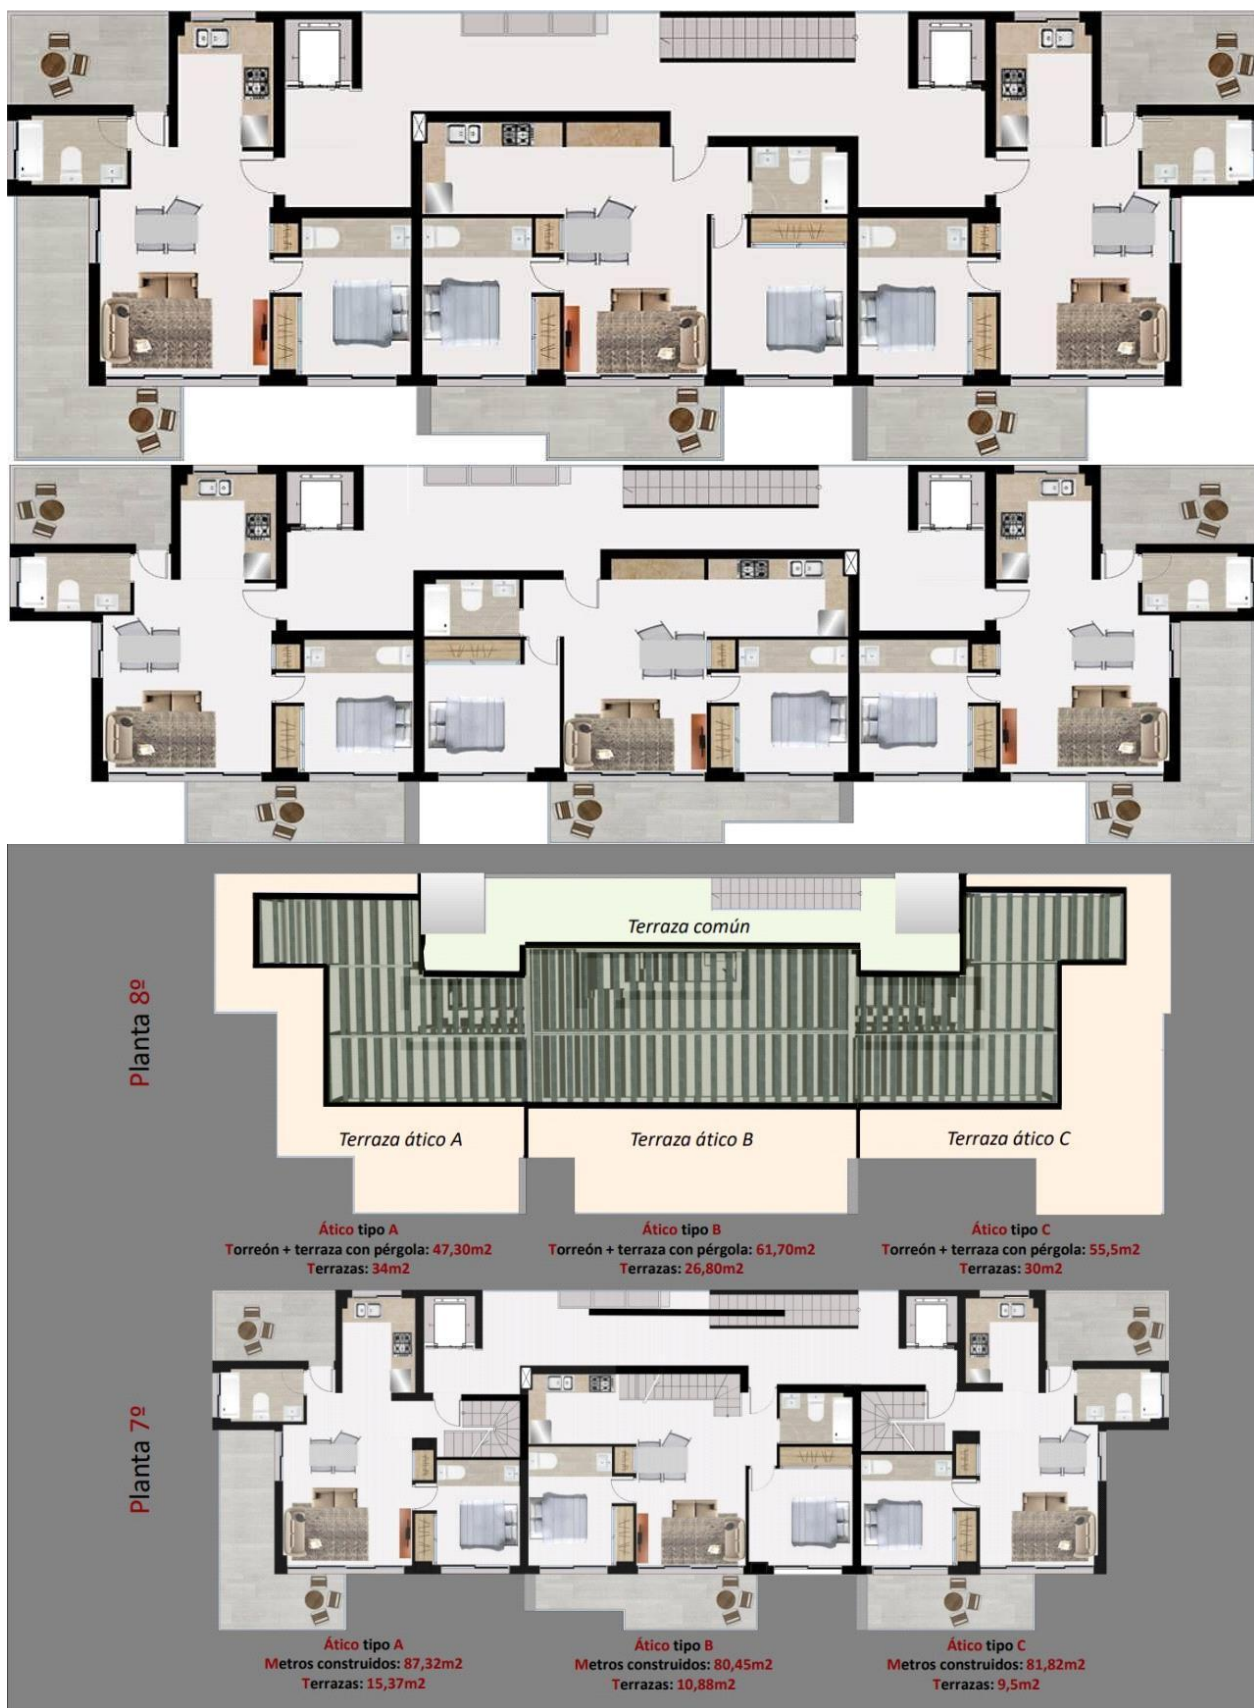 Terraza común
Planta 8º
Terraza ático A
Terraza ático B
Terraza ático C
Ático tipo A
Torreón + terraza con pérgola: 47,30m2
Terrazas: 34m2
Ático tipo B
Torreón + terraza con pérgola: 61,70m2
Terrazas: 26,80m2
Ático tipo C
Torreón + terraza con pérgola: 55,5m2
Terrazas: 30m2
Planta 7º
Ático tipo A
Metros construidos: 87,32m2
Terrazas: 15,37m2
Ático tipo B
Metros construidos: 80,45m2
Terrazas: 10,88m2
Ático tipo C
Metros construidos: 81,82m2
Terrazas: 9,5m2